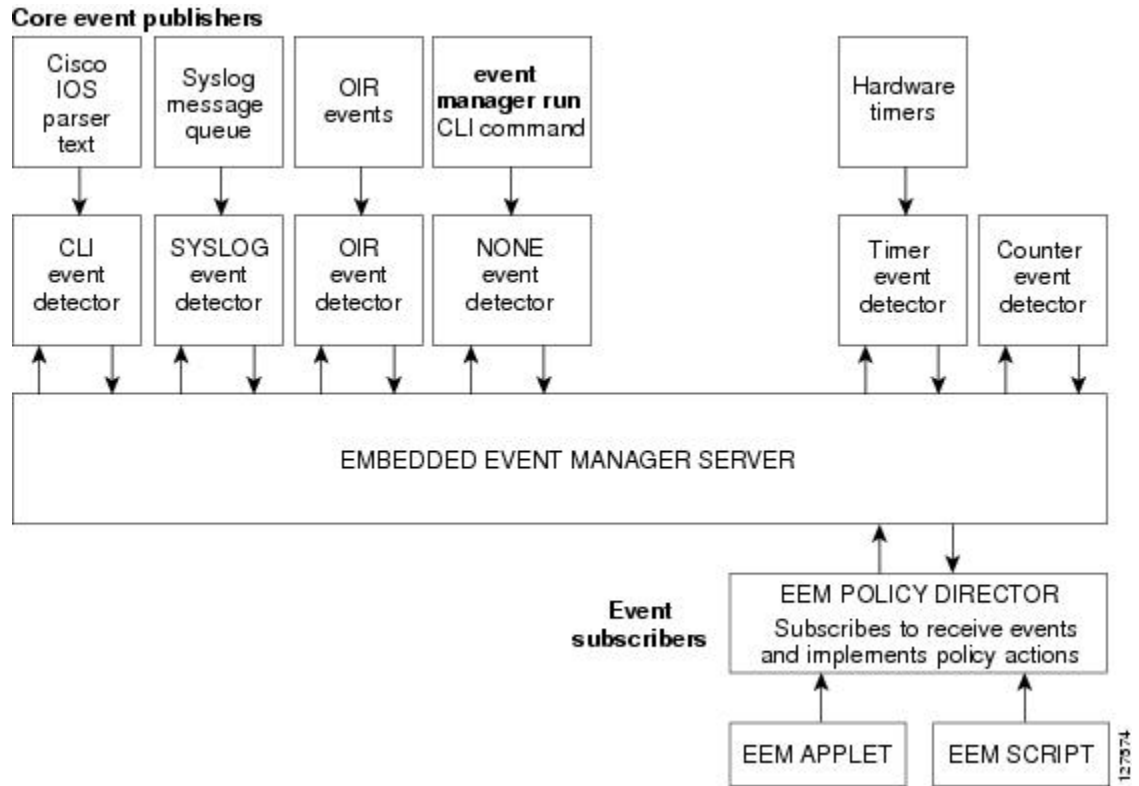 Core event publishers
Cisco
IOS
parser
text
Syslog
message
queue
OIR
events
event
manager run
CLI command
Hardware
timers
CLI
event
detector
SYSLOG
event
detector
OIR
event
detector
NONE
event
detector
Timer
event
detector
Counter
event
detector
EMBEDDED EVENT MANAGER SERVER
Event
subscribers
EEM POLICY DIRECTOR
Subscribes to receive events
and implements policy actions
EEM APPLET
EEM SCRIPT
127574